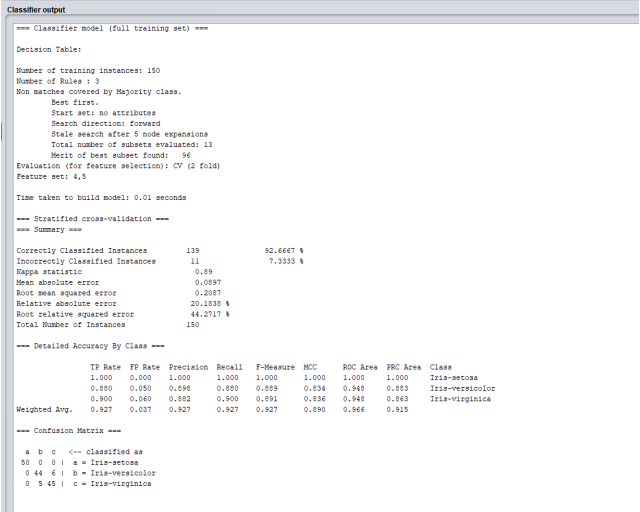 Classifier output
=== Classifier model (full training set) ===
Decision Table:
Number of training instances: 150
Number of Rules : 3
Non matches covered by Majority class.
Best first.
Start set: no attributes
Search direction: forward
Stale search after 5 node expansions
Total number of subsets evaluated: 13
Merit of best subset found: 96
Evaluation (for feature selection): CV (2 fold)
Feature set: 4,5
Time taken to build model: 0.01 seconds
=== Stratified cross-validation ===
=== Summary ===
Correctly Classified Instances 139 92.6667 %
Incorrectly Classified Instances 11 7.3333 %
Kappa statistic 0.89
Mean absolute error 0.0897
Root mean squared error 0.2087
Relative absolute error 20.1838 %
Root relative squared error 44.2717 %
Total Number of Instances 150
=== Detailed Accuracy By Class ===
TP Rate FP Rate Precision Recall F-Measure MCC ROC Area PRC Area Class
1.000 0.000 1.000 1.000 1.000 1.000 1.000 1.000 Iris-setosa
0.880 0.050 0.898 0.880 0.889 0.834 0.948 0.883 Iris-versicolor
0.900 0.060 0.882 0.900 0.891 0.836 0.948 0.863 Iris-virginica
Weighted Avg. 0.927 0.037 0.927 0.927 0.927 0.890 0.966 0.915
=== Confusion Matrix ===
a b c <-- classified as
50 0 0 | a = Iris-setosa
0 44 6 | b = Iris-versicolor
0 5 45 | c = Iris-virginica